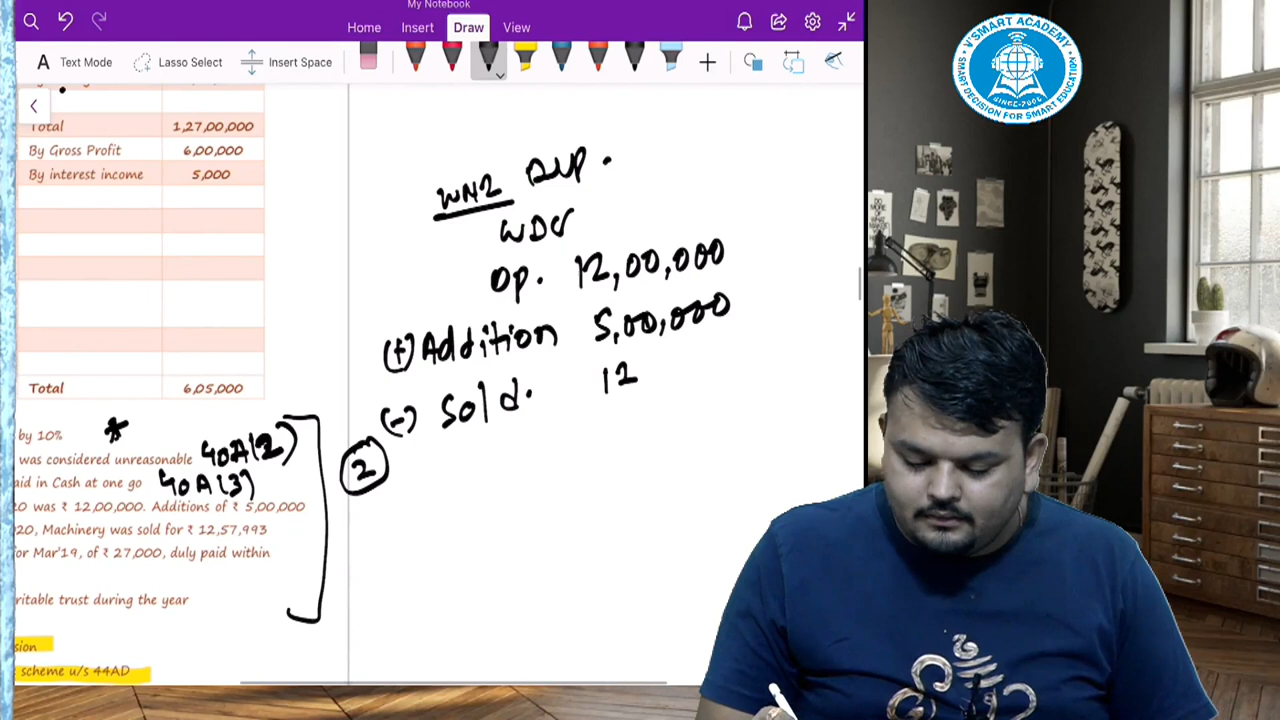 My Notebook
Home Insert Draw View
Text Mode Lasso Select Insert Space
Total 1,27,00,000
By Gross Profit 6,00,000
By interest income 5,000
Total 6,05,000
by 10%
was considered unreasonable 40A(2)
aid in Cash at one go 40A(3)
20 was ₹ 12,00,000. Additions of ₹ 5,00,000
020, Machinery was sold for ₹ 12,57,993
or Mar'19, of ₹ 27,000, duly paid within
ritable trust during the year
sion
scheme u/s 44AD
2
WN2 Dep.
WDV
Op. 12,00,000
(+) Addition 5,00,000
(-) Sold. 12
V'SMART ACADEMY
SINCE-2006
SMART DECISION FOR SMART EDUCATION